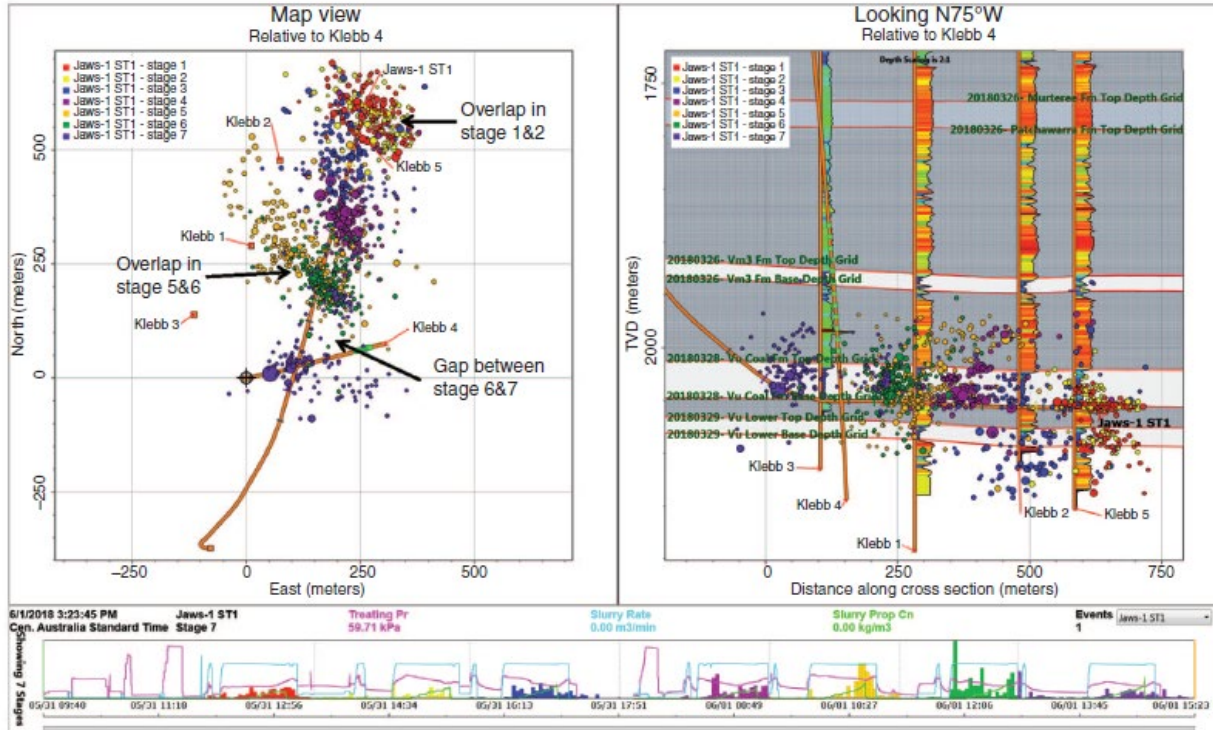 Map view
Relative to Klebb 4
Jaws-1 ST1 - stage 1
Jaws-1 ST1 - stage 2
Jaws-1 ST1 - stage 3
Jaws-1 ST1 - stage 4
Jaws-1 ST1 - stage 5
Jaws-1 ST1 - stage 6
Jaws-1 ST1 - stage 7
Jaws-1 ST1
Overlap in
stage 1&2
Klebb 2
Klebb 5
Klebb 1
Overlap in
stage 5&6
Klebb 3
Klebb 4
Gap between
stage 6&7
North (meters)
500
250
0
−250
−250
0
250
500
East (meters)
Looking N75°W
Relative to Klebb 4
Jaws-1 ST1 - stage 1
Jaws-1 ST1 - stage 2
Jaws-1 ST1 - stage 3
Jaws-1 ST1 - stage 4
Jaws-1 ST1 - stage 5
Jaws-1 ST1 - stage 6
Jaws-1 ST1 - stage 7
Depth Scaling is 2:1
20180326- Murteree Fm Top Depth Grid
20180326- Patchawarra Fm Top Depth Grid
20180326- Vm3 Fm Top Depth Grid
20180326- Vm3 Fm Base Depth Grid
20180328- Vu Coal Fm Top Depth Grid
20180328- Vu Coal Fm Base Depth Grid
20180329- Vu Lower Top Depth Grid
20180329- Vu Lower Base Depth Grid
Jaws-1 ST1
Klebb 3
Klebb 4
Klebb 1
Klebb 2
Klebb 5
TVD (meters)
1750
2000
0
250
500
750
Distance along cross section (meters)
6/1/2018 3:23:45 PM Jaws-1 ST1 Treating Pr Slurry Rate Slurry Prop Cn Events Jaws-1 ST1
Cen. Australia Standard Time Stage 7 59.71 kPa 0.00 m3/min 0.00 kg/m3 1
Showing 7 Stages
05/31 09:40 05/31 11:10 05/31 12:56 05/31 14:34 05/31 16:13 05/31 17:51 06/01 00:49 06/01 10:27 06/01 12:06 06/01 13:45 06/01 15:23